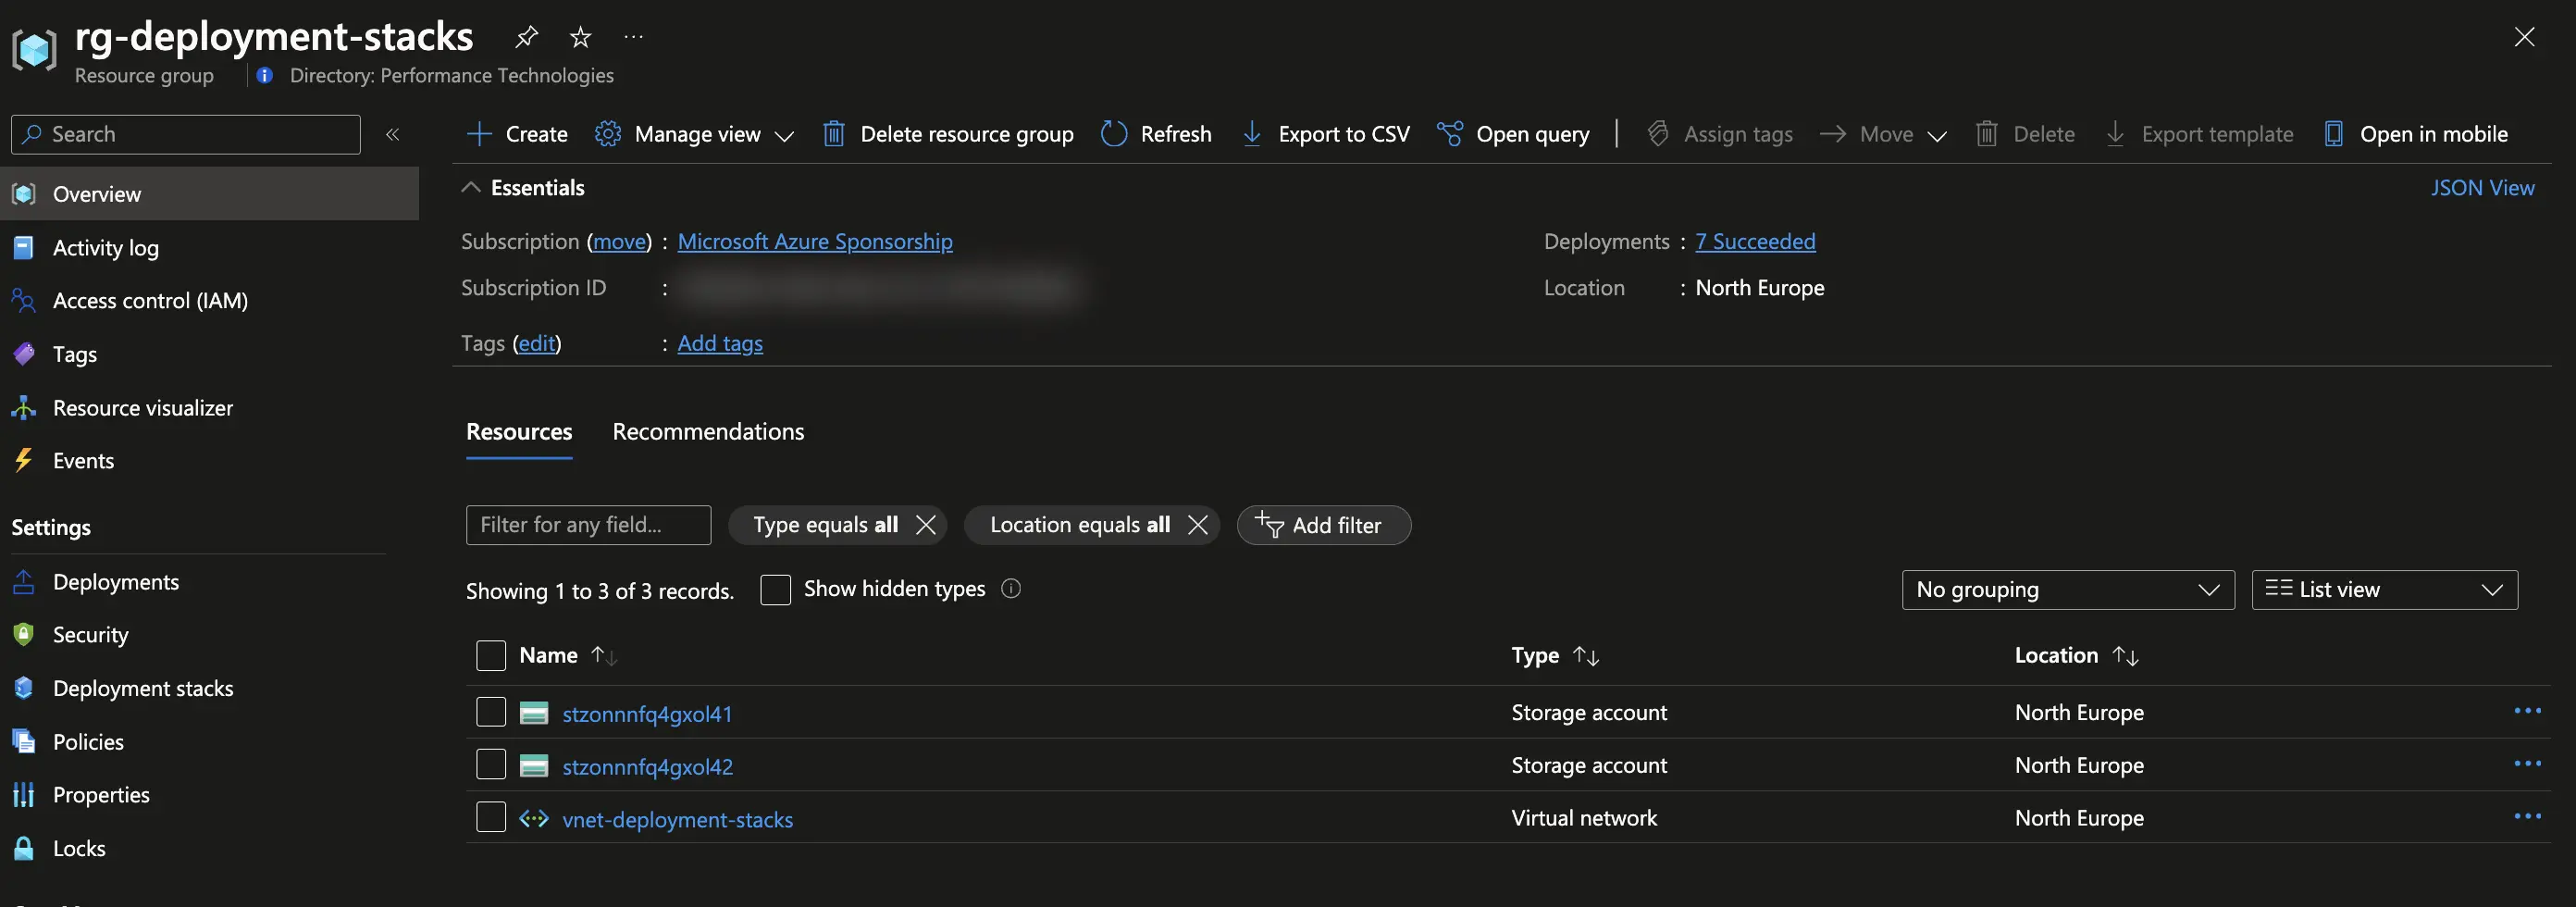 rg-deployment-stacks ...
Resource group | Directory: Performance Technologies
Search «
Overview
Activity log
Access control (IAM)
Tags
Resource visualizer
Events
Settings
Deployments
Security
Deployment stacks
Policies
Properties
Locks
Create Manage view Delete resource group Refresh Export to CSV Open query | Assign tags Move Delete Export template Open in mobile
Essentials JSON View
Subscription (move) : Microsoft Azure Sponsorship Deployments : 7 Succeeded
Subscription ID : Location : North Europe
Tags (edit) : Add tags
Resources Recommendations
Filter for any field... Type equals all Location equals all Add filter
Showing 1 to 3 of 3 records. Show hidden types No grouping List view
Name ↑↓ Type ↑↓ Location ↑↓
stzonnnfq4gxol41 Storage account North Europe ...
stzonnnfq4gxol42 Storage account North Europe ...
vnet-deployment-stacks Virtual network North Europe ...